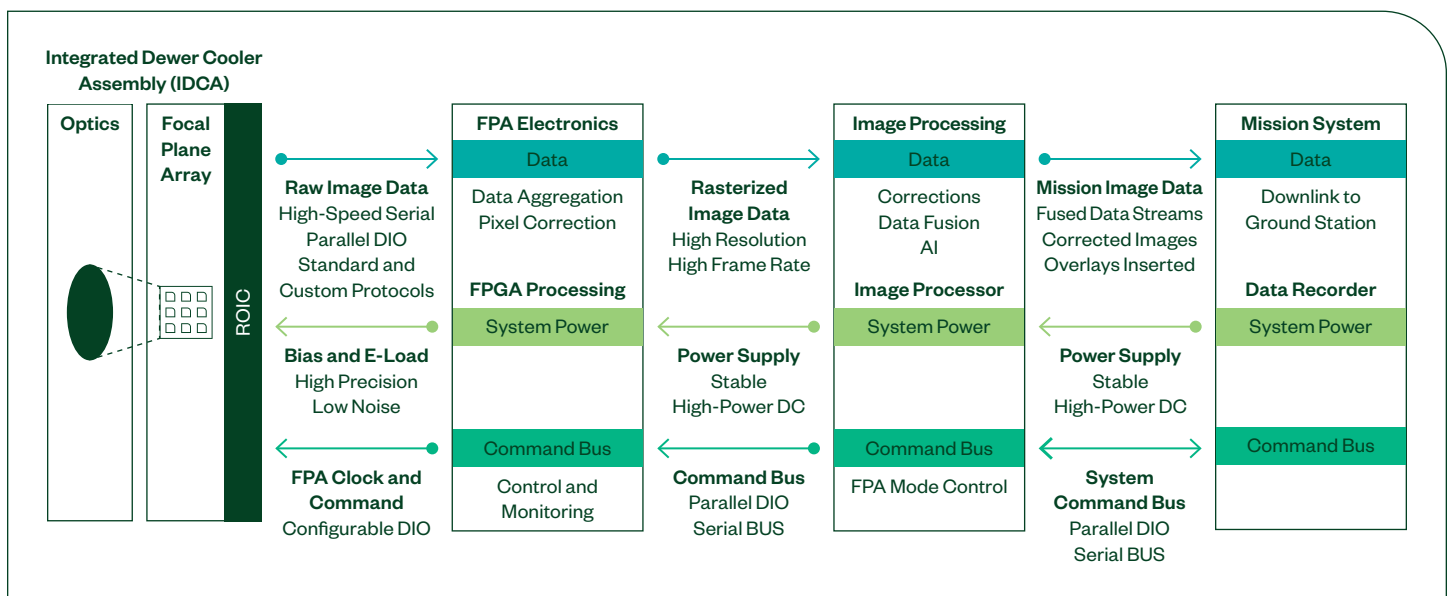 Integrated Dewer Cooler
Assembly (IDCA)
Optics
Focal
Plane
Array
ROIC
Raw Image Data
High-Speed Serial
Parallel DIO
Standard and
Custom Protocols
Bias and E-Load
High Precision
Low Noise
FPA Clock and
Command
Configurable DIO
FPA Electronics
Data
Data Aggregation
Pixel Correction
FPGA Processing
System Power
Command Bus
Control and
Monitoring
Rasterized
Image Data
High Resolution
High Frame Rate
Power Supply
Stable
High-Power DC
Command Bus
Parallel DIO
Serial BUS
Image Processing
Data
Corrections
Data Fusion
AI
Image Processor
System Power
Command Bus
FPA Mode Control
Mission Image Data
Fused Data Streams
Corrected Images
Overlays Inserted
Power Supply
Stable
High-Power DC
System
Command Bus
Parallel DIO
Serial BUS
Mission System
Data
Downlink to
Ground Station
Data Recorder
System Power
Command Bus